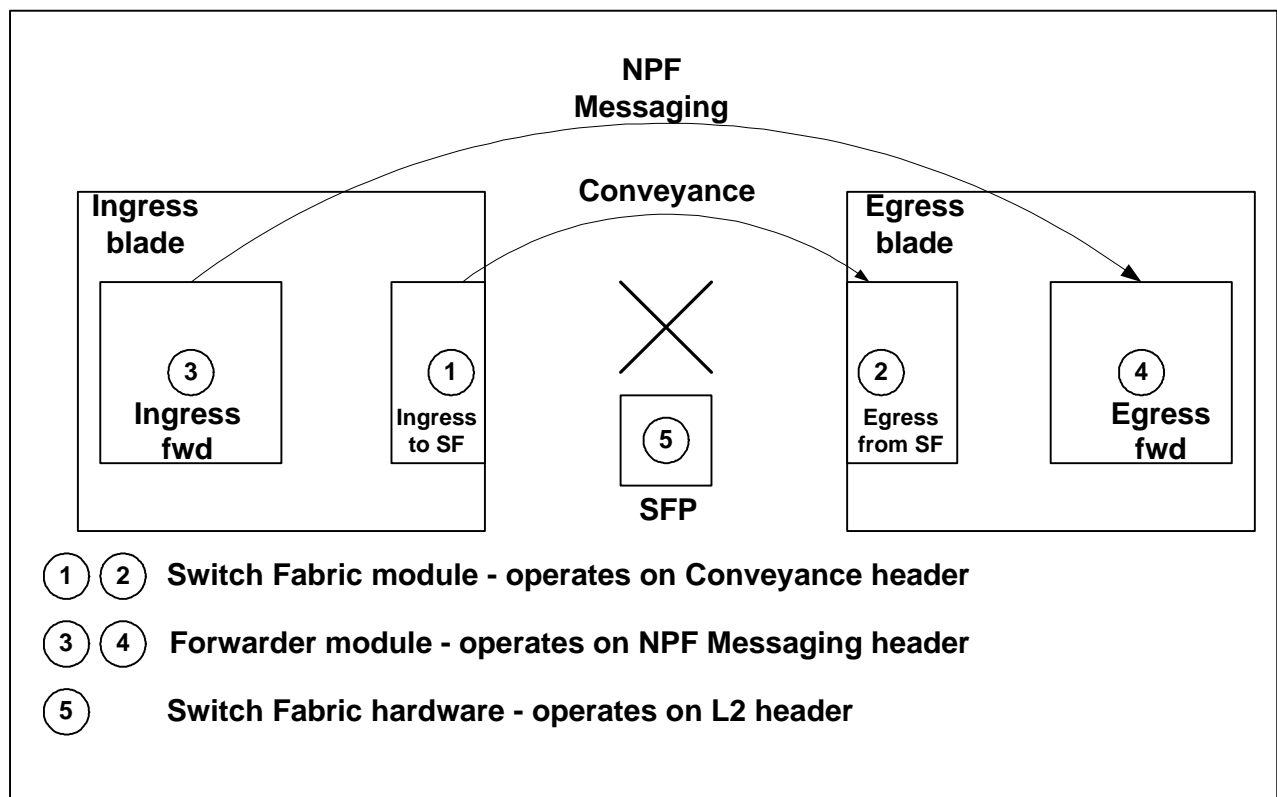 NPF
Messaging
Conveyance
Ingress
blade
Egress
blade
3
Ingress
fwd
1
Ingress
to SF
5
SFP
2
Egress
from SF
4
Egress
fwd
1 2 Switch Fabric module - operates on Conveyance header
3 4 Forwarder module - operates on NPF Messaging header
5 Switch Fabric hardware - operates on L2 header